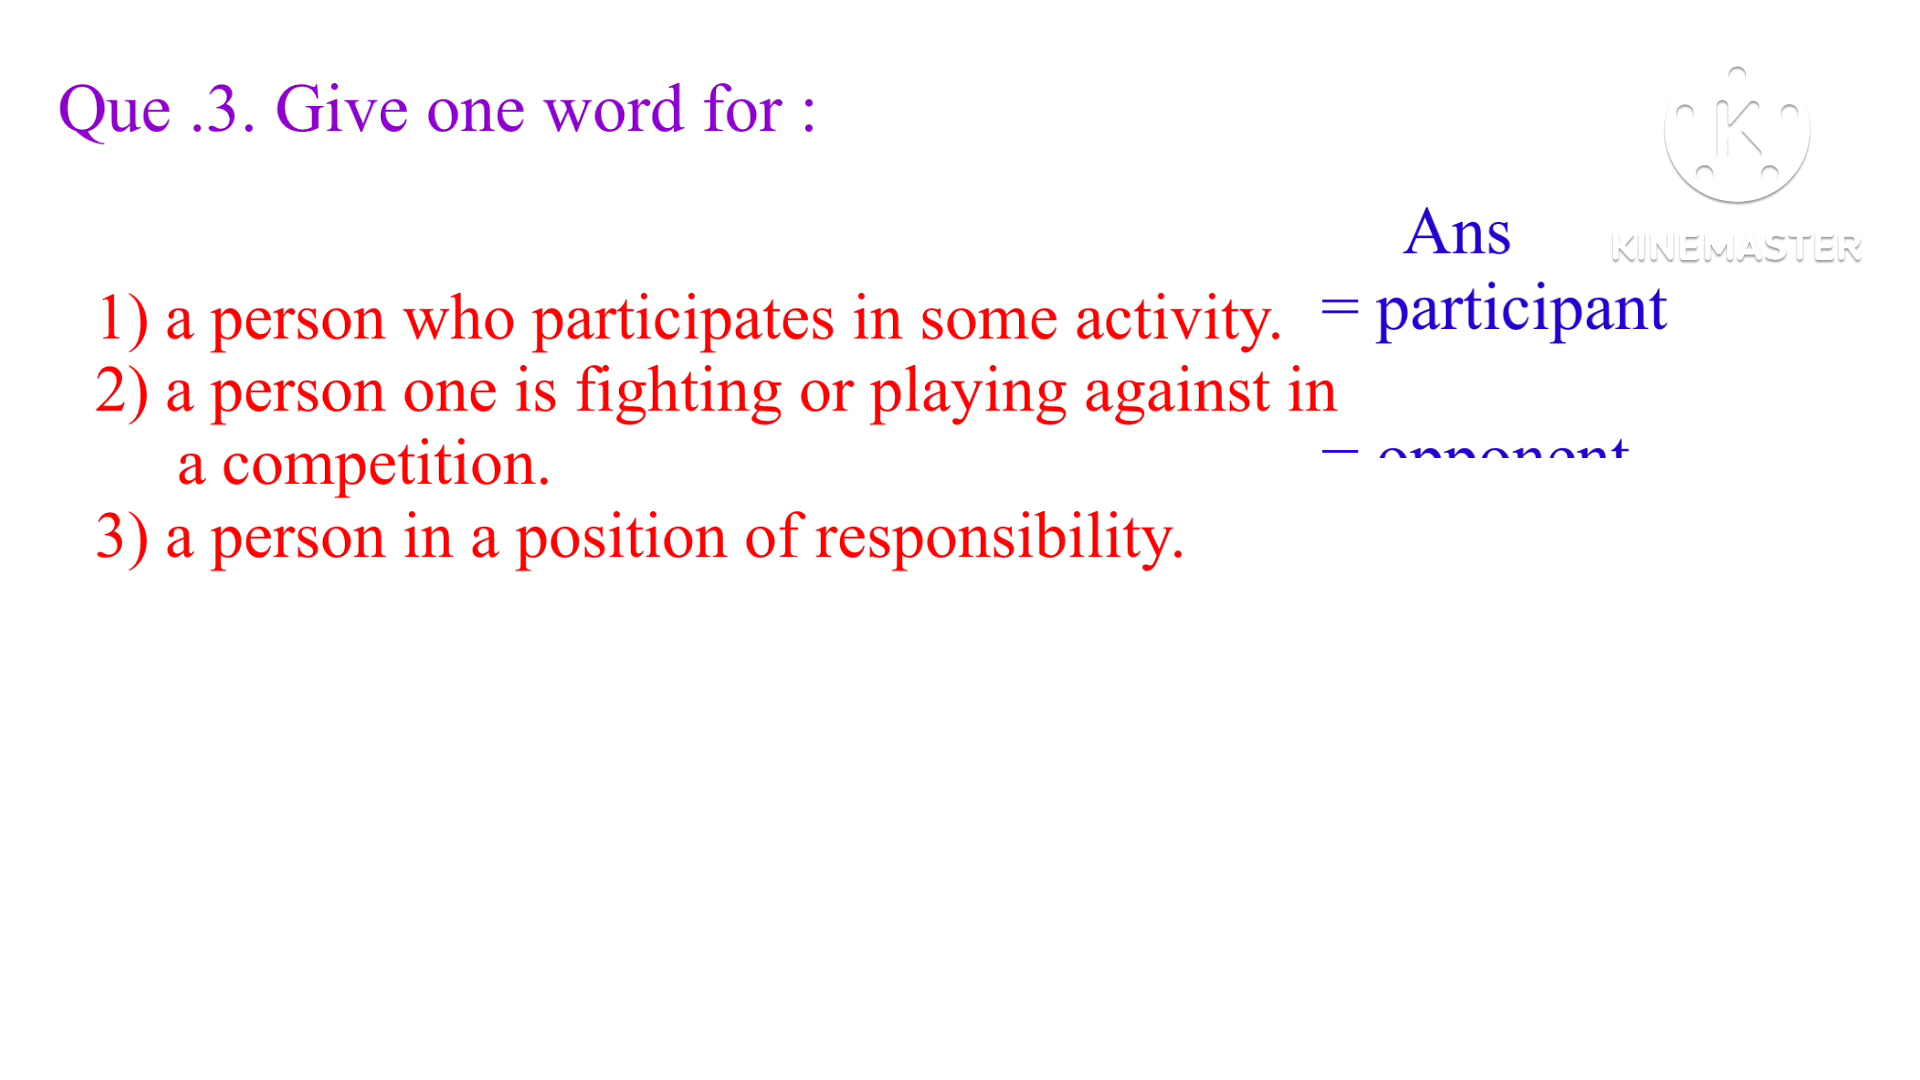 Que .3. Give one word for :
Ans
KINEMASTER
1) a person who participates in some activity.
= participant
2) a person one is fighting or playing against in
a competition.
= opponent
3) a person in a position of responsibility.